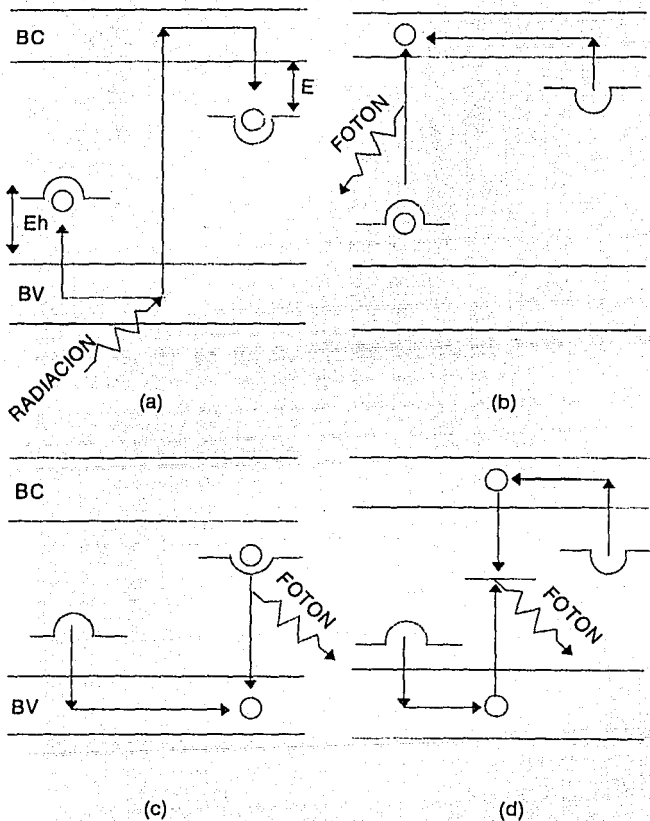 BC
E
Eh
BV
RADIACION
(a)
FOTON
(b)
BC
FOTON
BV
(c)
FOTON
(d)